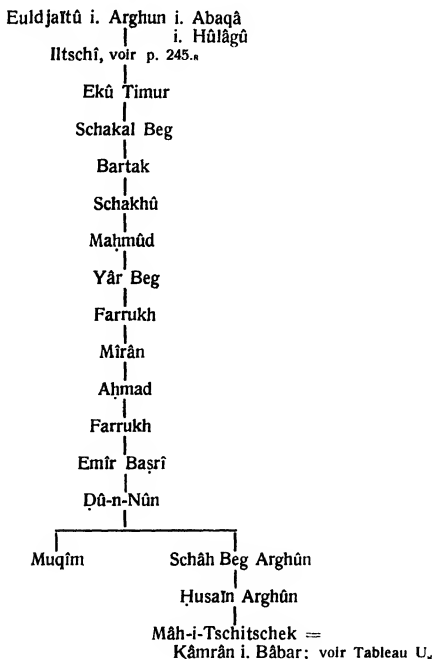 Euldjaïtû i. Arghun i. Abaqâ
i. Hûlâgû
Iltschî, voir p. 245.
Ekû Timur
Schakal Beg
Bartak
Schakhû
Maḥmûd
Yâr Beg
Farrukh
Mîrân
Aḥmad
Farrukh
Emîr Baṣrî
Ḍû-n-Nûn
Muqîm Schâh Beg Arghûn
Ḥusaïn Arghûn
Mâh-i-Tschitschek =
Kâmrân i. Bâbar; voir Tableau U.